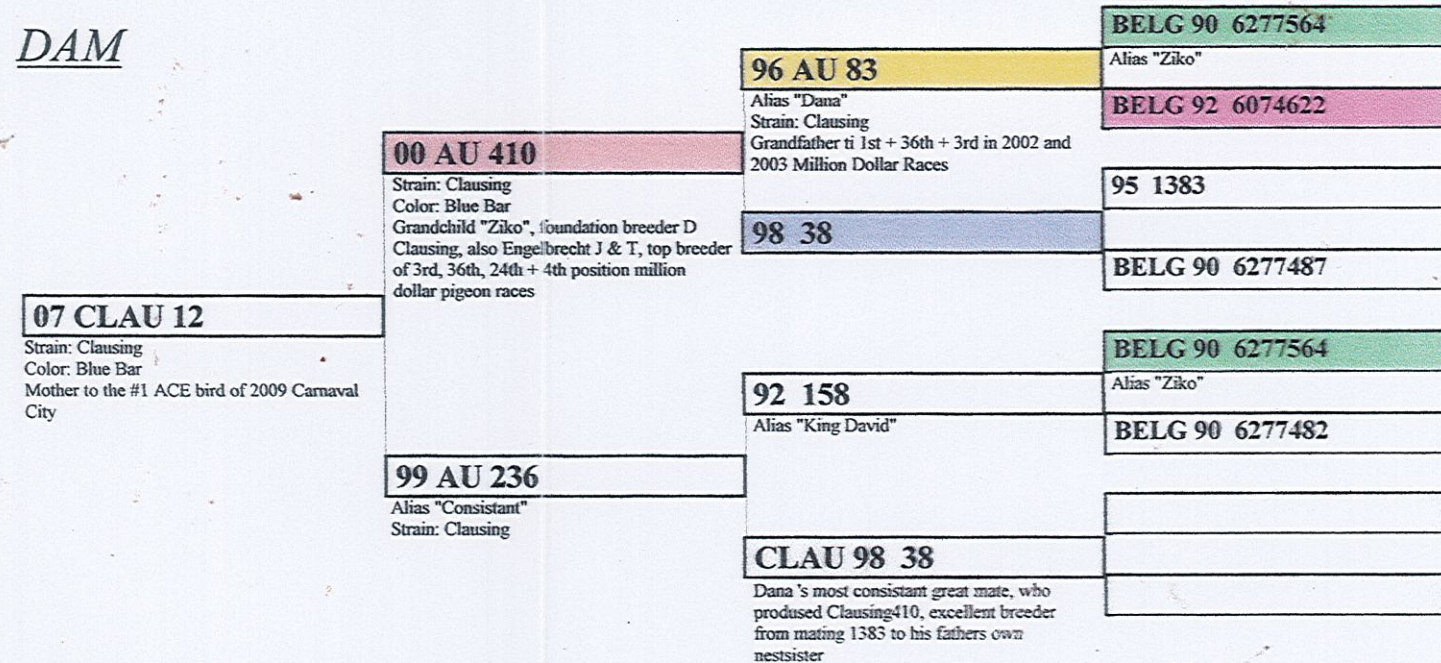 DAM
07 CLAU 12
Strain: Clausing
Color: Blue Bar
Mother to the #1 ACE bird of 2009 Carnaval
City
00 AU 410
Strain: Clausing
Color: Blue Bar
Grandchild "Ziko", foundation breeder D
Clausing, also Engelbrecht J & T, top breeder
of 3rd, 36th, 24th + 4th position million
dollar pigeon races
99 AU 236
Alias "Consistant"
Strain: Clausing
96 AU 83
Alias "Dana"
Strain: Clausing
Grandfather ti 1st + 36th + 3rd in 2002 and
2003 Million Dollar Races
98 38
92 158
Alias "King David"
CLAU 98 38
Dana 's most consistant great mate, who
prodused Clausing410, excellent breeder
from mating 1383 to his fathers own
nestsister
BELG 90 6277564
Alias "Ziko"
BELG 92 6074622
95 1383
BELG 90 6277487
BELG 90 6277564
Alias "Ziko"
BELG 90 6277482